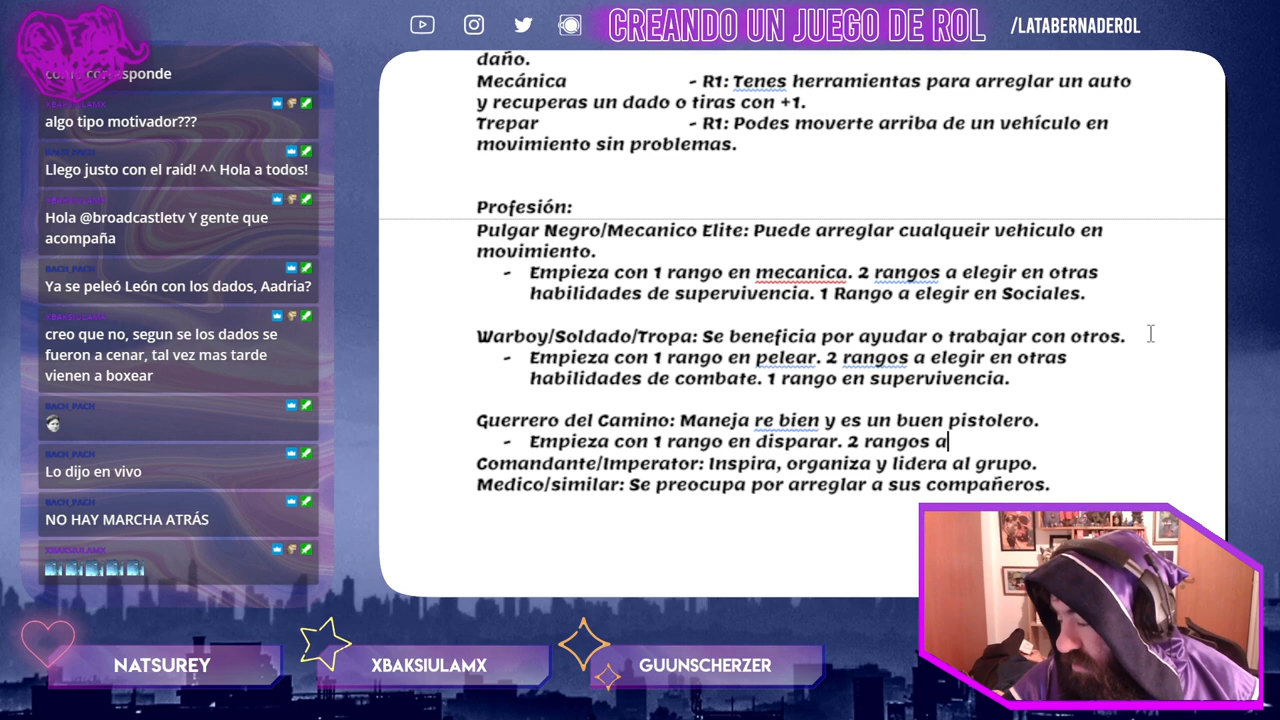 CREANDO UN JUEGO DE ROL
/LATABERNADEROL
XBAKSIULAMX
algo tipo motivador???
BACH_PACH
Llego justo con el raid! ^^ Hola a todos!
Hola @broadcastletv Y gente que
acompaña
BACH_PACH
Ya se peleó León con los dados, Aadria?
XBAKSIULAMX
creo que no, segun se los dados se
fueron a cenar, tal vez mas tarde
vienen a boxear
BACH_PACH
BACH_PACH
Lo dijo en vivo
BACH_PACH
NO HAY MARCHA ATRÁS
XBAKSIULAMX
daño.
Mecánica - R1: Tenes herramientas para arreglar un auto
y recuperas un dado o tiras con +1.
Trepar - R1: Podes moverte arriba de un vehículo en
movimiento sin problemas.
Profesión:
Pulgar Negro/Mecanico Elite: Puede arreglar cualqueir vehiculo en
movimiento.
- Empieza con 1 rango en mecanica. 2 rangos a elegir en otras
habilidades de supervivencia. 1 Rango a elegir en Sociales.
Warboy/Soldado/Tropa: Se beneficia por ayudar o trabajar con otros.
- Empieza con 1 rango en pelear. 2 rangos a elegir en otras
habilidades de combate. 1 rango en supervivencia.
Guerrero del Camino: Maneja re bien y es un buen pistolero.
- Empieza con 1 rango en disparar. 2 rangos a
Comandante/Imperator: Inspira, organiza y lidera al grupo.
Medico/similar: Se preocupa por arreglar a sus compañeros.
NATSUREY
XBAKSIULAMX
GUUNSCHERZER